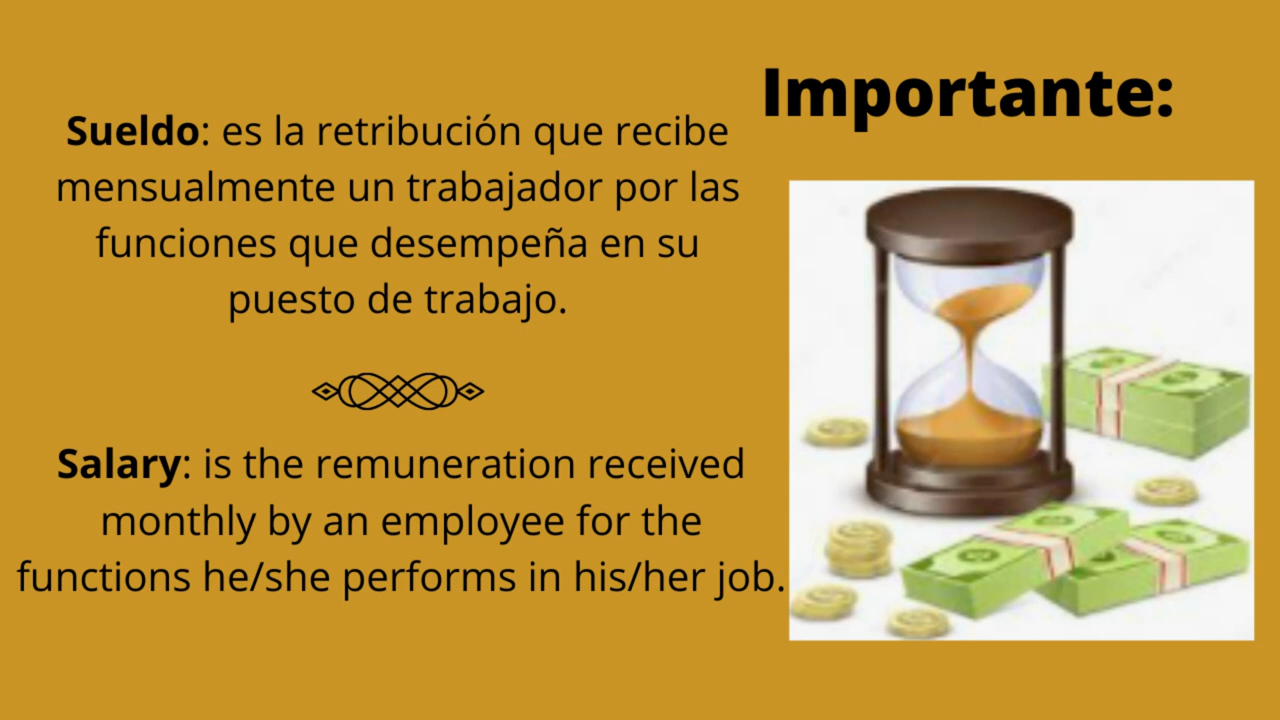 Importante:
Sueldo: es la retribución que recibe
mensualmente un trabajador por las
funciones que desempeña en su
puesto de trabajo.
Salary: is the remuneration received
monthly by an employee for the
functions he/she performs in his/her job.